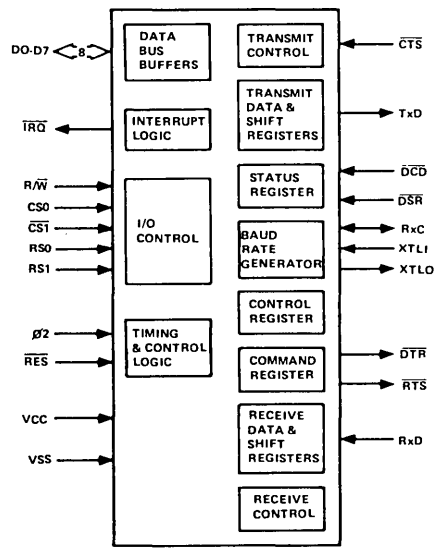 DO-D7
8
DATA
BUS
BUFFERS
TRANSMIT
CONTROL
CTS
IRQ
INTERRUPT
LOGIC
TRANSMIT
DATA &
SHIFT
REGISTERS
TxD
R/W
CS0
CS1
RS0
RS1
I/O
CONTROL
STATUS
REGISTER
DCD
DSR
BAUD
RATE
GENERATOR
RxC
XTLI
XTLO
CONTROL
REGISTER
Ø2
RES
TIMING
& CONTROL
LOGIC
COMMAND
REGISTER
DTR
RTS
VCC
VSS
RECEIVE
DATA &
SHIFT
REGISTERS
RxD
RECEIVE
CONTROL